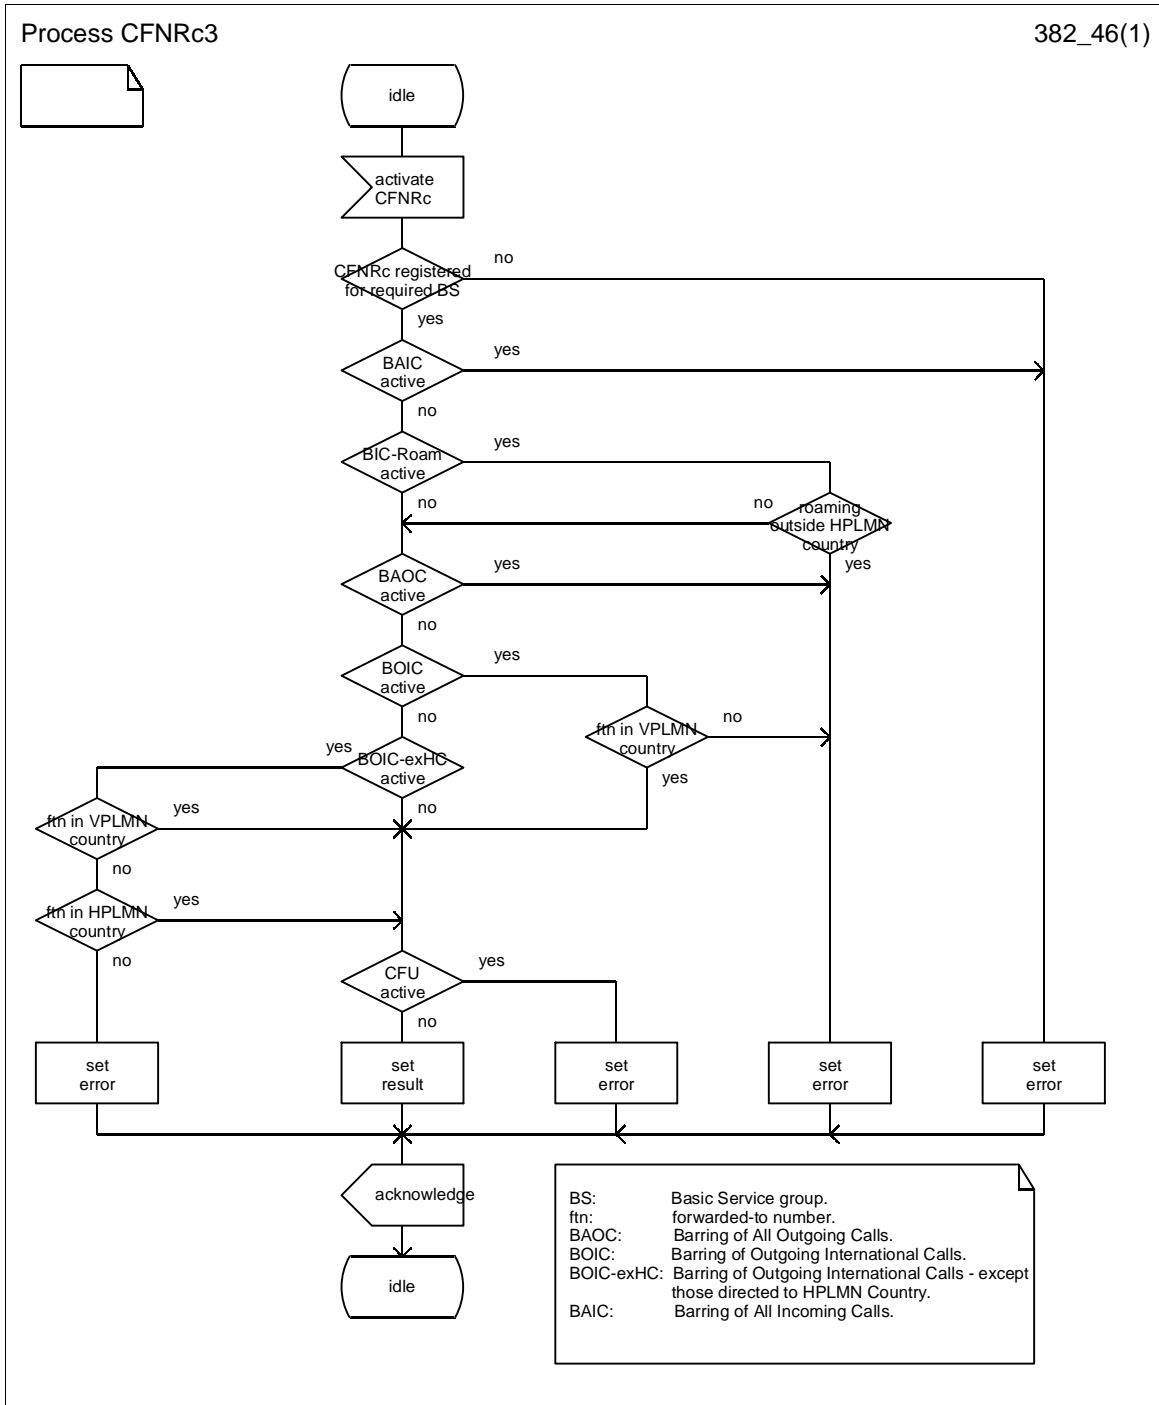 Process CFNRc3
382_46(1)
idle
activate
CFNRc
CFNRc registered
for required BS
no
yes
BAIC
active
yes
no
BIC-Roam
active
yes
no
no
roaming
outside HPLMN
country
yes
BAOC
active
yes
no
BOIC
active
yes
no
ftn in VPLMN
country
no
yes
yes
BOIC-exHC
active
no
ftn in VPLMN
country
yes
no
ftn in HPLMN
country
yes
no
CFU
active
yes
no
set
error
set
result
set
error
set
error
set
error
acknowledge
idle
BS: Basic Service group.
ftn: forwarded-to number.
BAOC: Barring of All Outgoing Calls.
BOIC: Barring of Outgoing International Calls.
BOIC-exHC: Barring of Outgoing International Calls - except
those directed to HPLMN Country.
BAIC: Barring of All Incoming Calls.